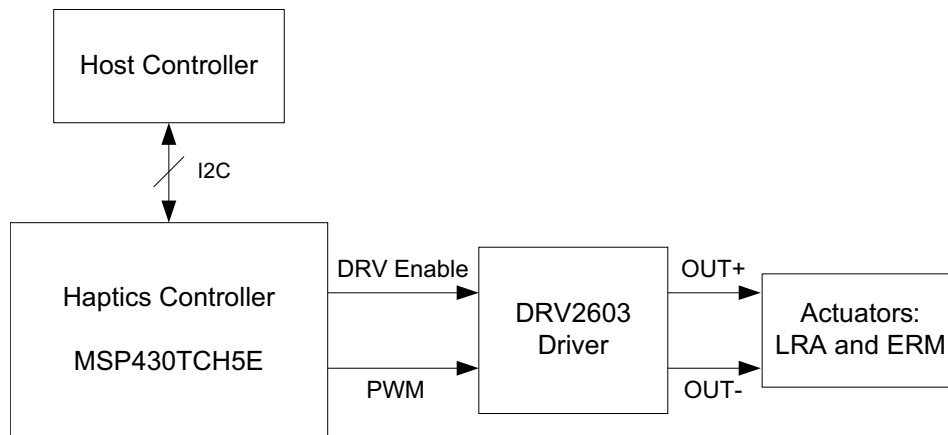 Host Controller
I2C
Haptics Controller
MSP430TCH5E
DRV Enable
PWM
DRV2603
Driver
OUT+
OUT-
Actuators:
LRA and ERM